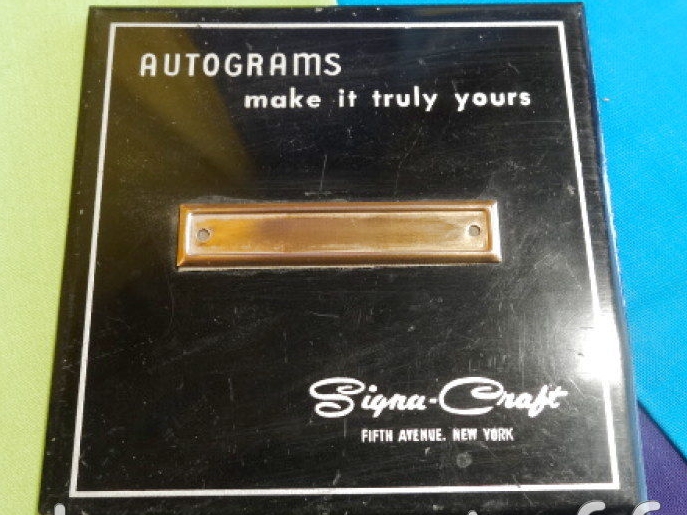 AUTOGRAMS
make it truly yours
Signa-Craft
FIFTH AVENUE, NEW YORK